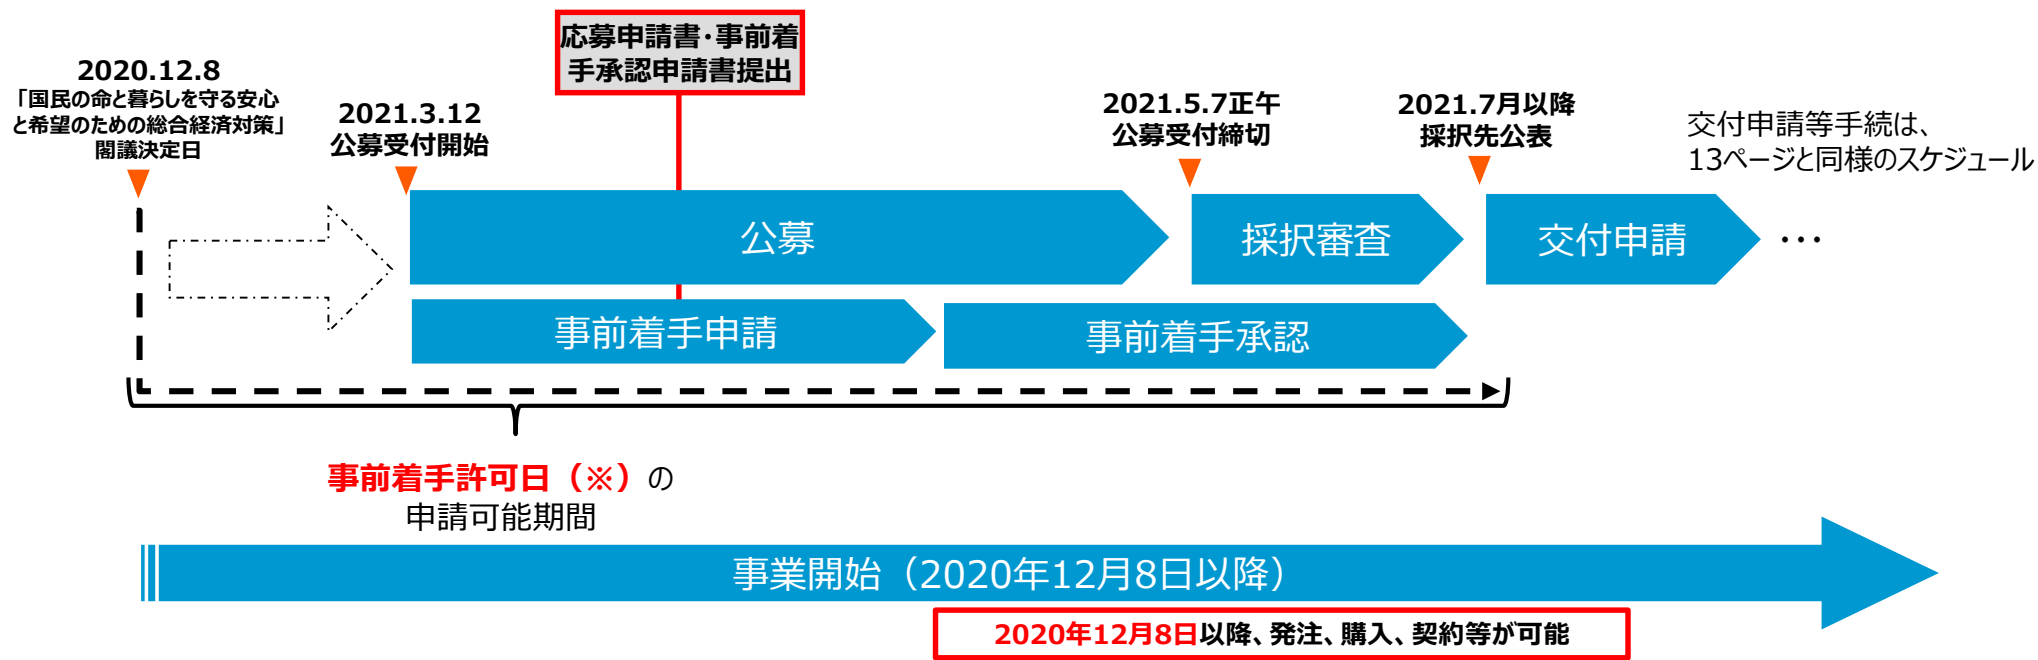 応募申請書・事前着
手承認申請書提出
2020.12.8
「国民の命と暮らしを守る安心
と希望のための総合経済対策」
閣議決定日
2021.3.12
公募受付開始
2021.5.7正午
公募受付締切
2021.7月以降
採択先公表
交付申請等手続は、
13ページと同様のスケジュール
公募
採択審査
交付申請
…
事前着手申請
事前着手承認
事前着手許可日（※）の
申請可能期間
事業開始（2020年12月8日以降）
2020年12月8日以降、発注、購入、契約等が可能